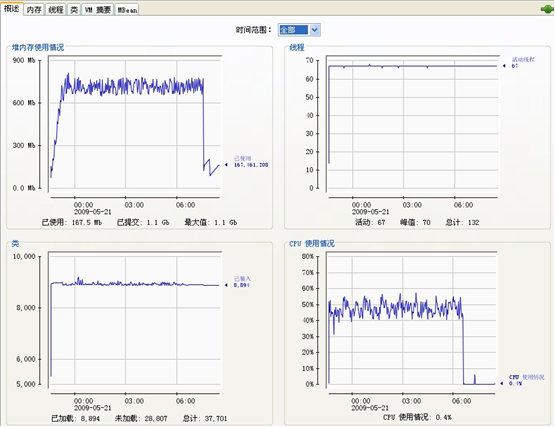 概述 内存 线程 类 VM 摘要 MBean
时间范围: 全部
堆内存使用情况
900 Mb
600 Mb
300 Mb
0.0 Mb
已使用
167,461,208
00:00 03:00 06:00
2009-05-21
已使用: 167.5 Mb 已提交: 1.1 Gb 最大值: 1.1 Gb
线程
70
60
50
40
30
20
10
0
活动线程
67
00:00 03:00 06:00
2009-05-21
活动: 67 峰值: 70 总计: 132
类
10,000
8,000
6,000
5,000
已载入
8,894
00:00 03:00 06:00
2009-05-21
已加载: 8,894 未加载: 28,807 总计: 37,701
CPU 使用情况
80%
70%
60%
50%
40%
30%
20%
10%
0%
CPU 使用情况
0.4%
00:00 03:00 06:00
2009-05-21
CPU 使用情况: 0.4%